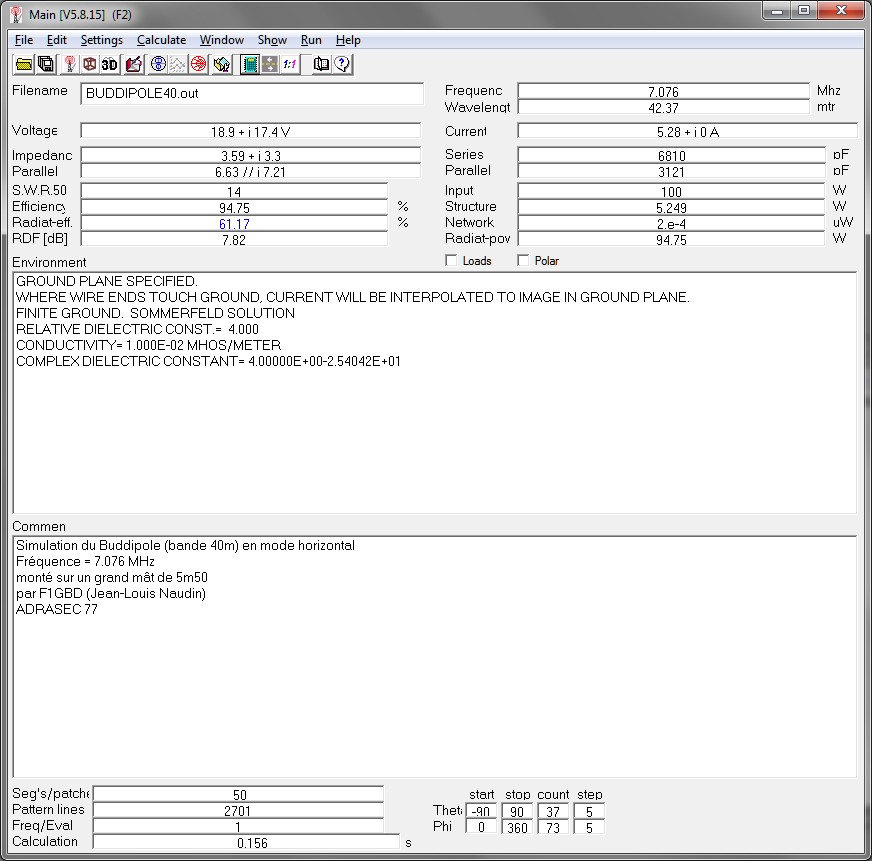 Main [V5.8.15] (F2)
File Edit Settings Calculate Window Show Run Help
3D 1:1
Filename BUDDIPOLE40.out Frequenc 7.076 Mhz
Wavelengt 42.37 mtr
Voltage 18.9 + i 17.4 V Current 5.28 + i 0 A
Impedanc 3.59 + i 3.3 Series 6810 pF
Parallel 6.63 // i 7.21 Parallel 3121 pF
S.W.R.50 14 Input 100 W
Efficiency 94.75 % Structure 5.249 W
Radiat-eff. 61.17 % Network 2.e-4 uW
RDF [dB] 7.82 Radiat-pov 94.75 W
Environment Loads Polar
GROUND PLANE SPECIFIED.
WHERE WIRE ENDS TOUCH GROUND, CURRENT WILL BE INTERPOLATED TO IMAGE IN GROUND PLANE.
FINITE GROUND. SOMMERFELD SOLUTION
RELATIVE DIELECTRIC CONST.= 4.000
CONDUCTIVITY= 1.000E-02 MHOS/METER
COMPLEX DIELECTRIC CONSTANT= 4.00000E+00-2.54042E+01
Commen
Simulation du Buddipole (bande 40m) en mode horizontal
Fréquence = 7.076 MHz
monté sur un grand mât de 5m50
par F1GBD (Jean-Louis Naudin)
ADRASEC 77
Seg's/patche 50 start stop count step
Pattern lines 2701 Thet -90 90 37 5
Freq/Eval 1 Phi 0 360 73 5
Calculation 0.156 s